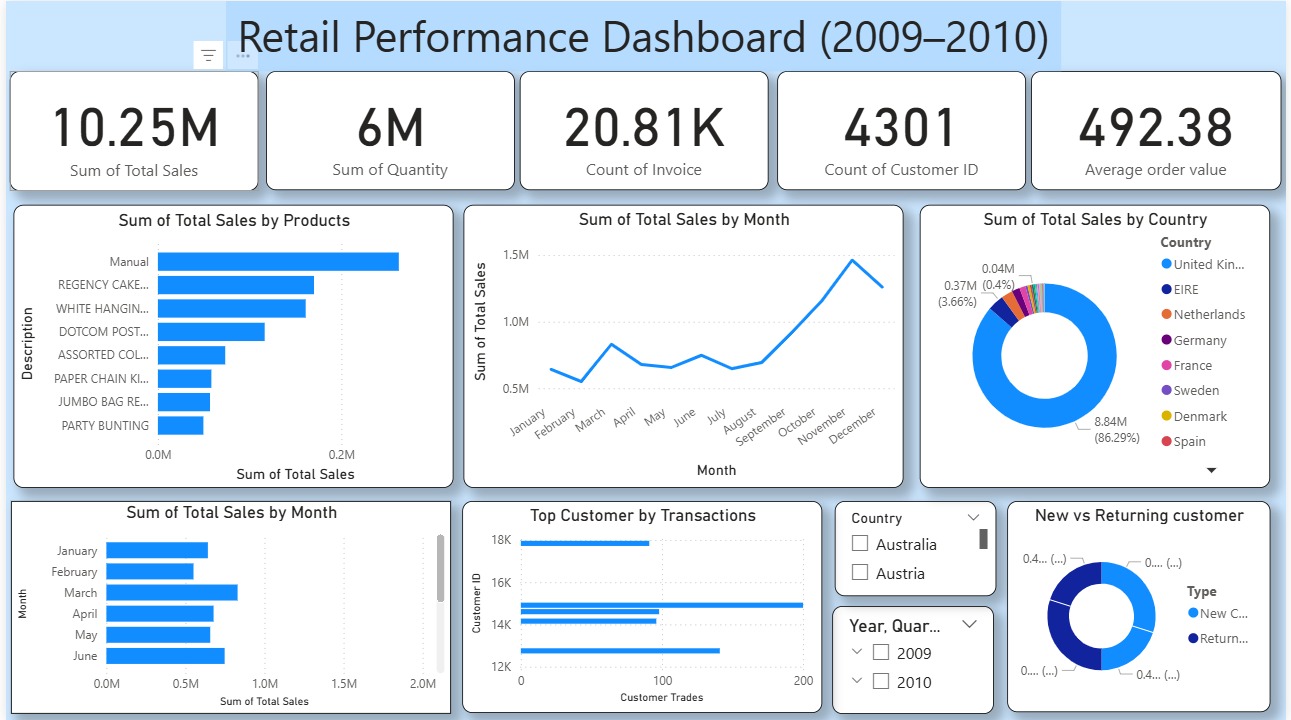 Retail Performance Dashboard (2009–2010)
10.25M
Sum of Total Sales
6M
Sum of Quantity
20.81K
Count of Invoice
4301
Count of Customer ID
492.38
Average order value
Sum of Total Sales by Products
Description
Manual
REGENCY CAKE...
WHITE HANGIN...
DOTCOM POST...
ASSORTED COL...
PAPER CHAIN KI...
JUMBO BAG RE...
PARTY BUNTING
0.0M 0.2M
Sum of Total Sales
Sum of Total Sales by Month
Sum of Total Sales
1.5M
1.0M
0.5M
January February March April May June July August September October November December
Month
Sum of Total Sales by Country
0.04M
(0.4%)
0.37M
(3.66%)
8.84M
(86.29%)
Country
United Kin...
EIRE
Netherlands
Germany
France
Sweden
Denmark
Spain
Sum of Total Sales by Month
Month
January
February
March
April
May
June
0.0M 0.5M 1.0M 1.5M 2.0M
Sum of Total Sales
Top Customer by Transactions
Customer ID
18K
16K
14K
12K
0 100 200
Customer Trades
Country
Australia
Austria
Year, Quar...
2009
2010
New vs Returning customer
0.4... (...)
0.... (...)
0.... (...)
0.4... (...)
Type
New C...
Return...